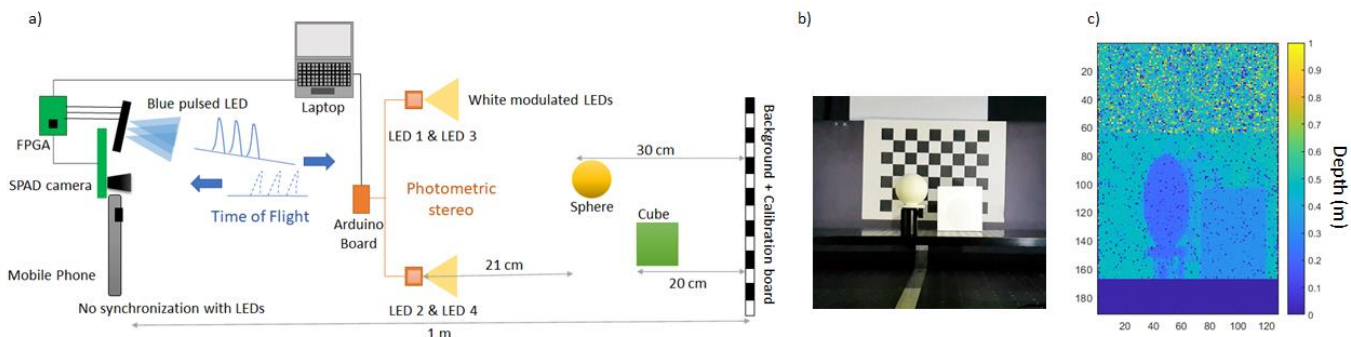 a)
Laptop
Blue pulsed LED
FPGA
SPAD camera
Time of Flight
Mobile Phone
No synchronization with LEDs
White modulated LEDs
LED 1 & LED 3
Photometric
stereo
Arduino
Board
LED 2 & LED 4
21 cm
30 cm
Sphere
Cube
20 cm
1 m
Background + Calibration board
b)
c)
20
40
60
80
100
120
140
160
180
20
40
60
80
100
120
1
0.9
0.8
0.7
0.6
0.5
0.4
0.3
0.2
0.1
0
Depth (m)